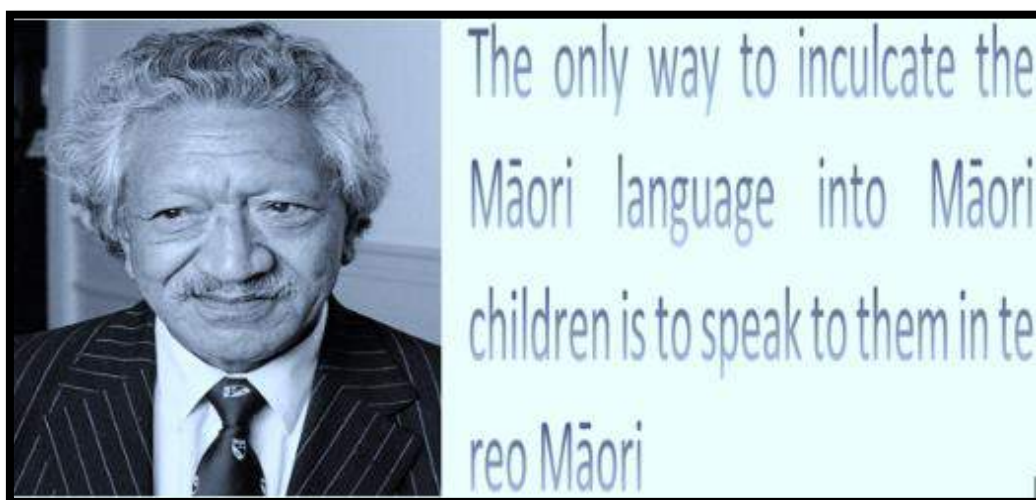 The only way to inculcate the
Māori language into Māori
children is to speak to them in te
reo Māori